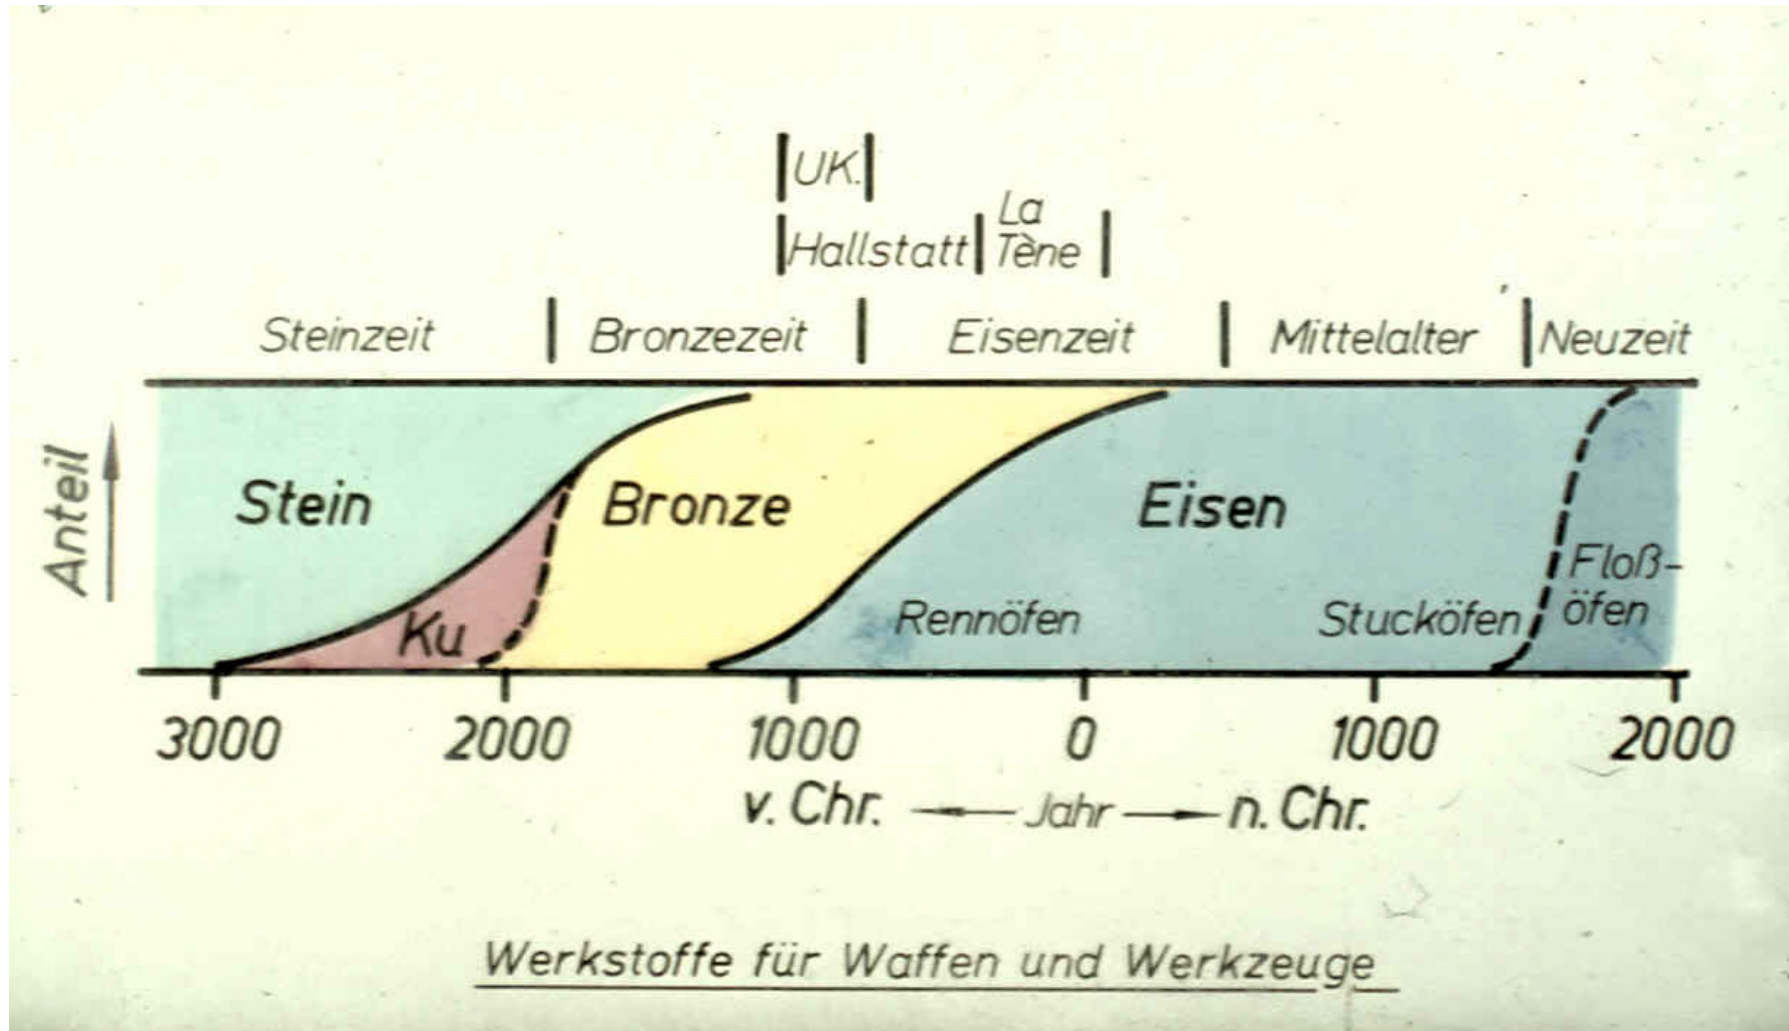 UK.
Hallstatt
La
Tène
Steinzeit
Bronzezeit
Eisenzeit
Mittelalter
Neuzeit
Anteil
Stein
Bronze
Eisen
Ku
Rennöfen
Stucköfen
Floß-
öfen
3000 2000 1000 0 1000 2000
v. Chr. Jahr n. Chr.
Werkstoffe für Waffen und Werkzeuge